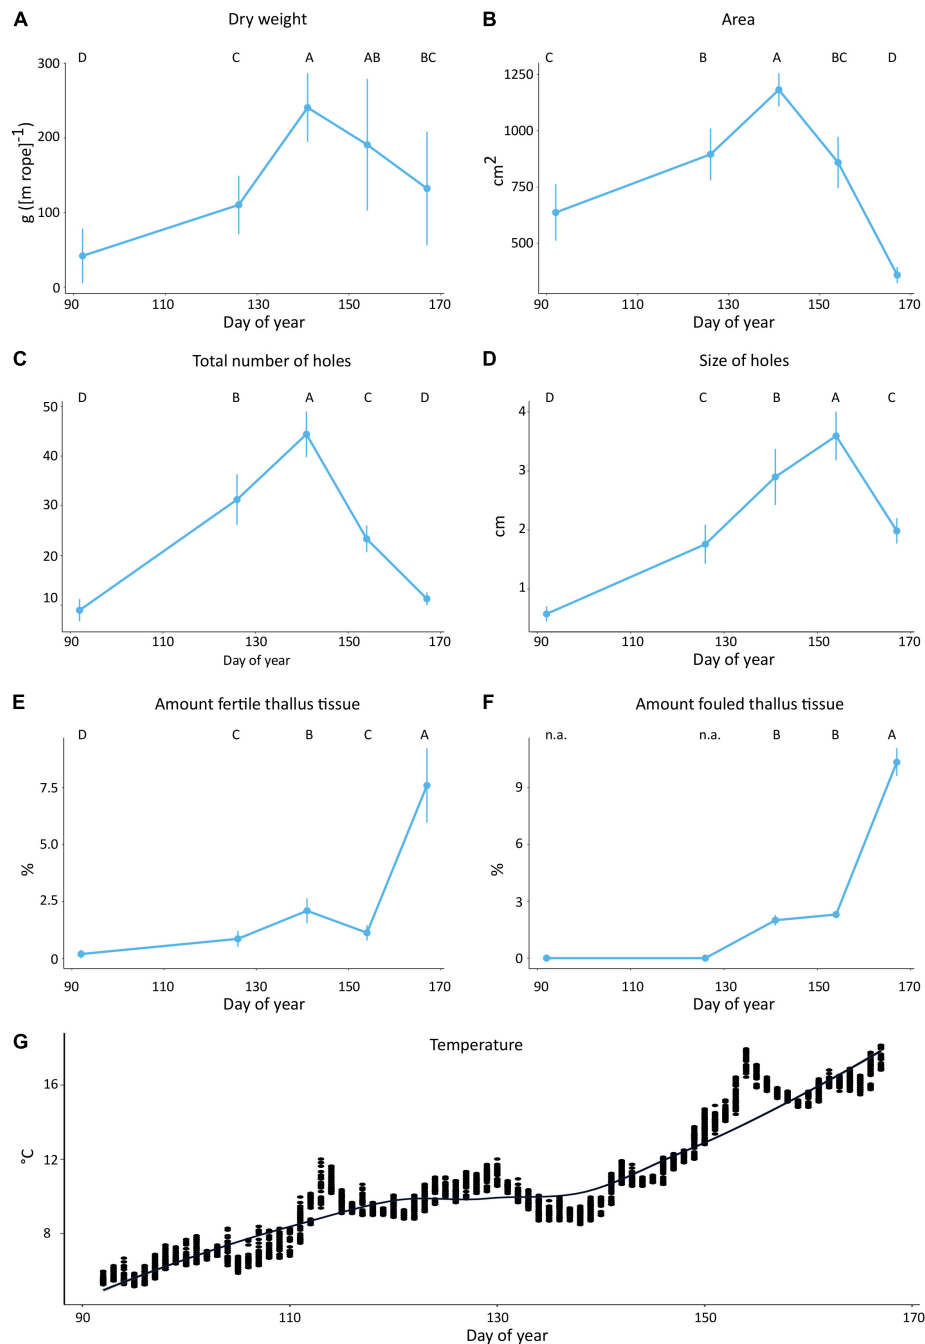 A
Dry weight
D C A AB BC
300
200
100
0
g ([m rope]⁻¹)
90 110 130 150 170
Day of year
B
Area
C B A BC D
1250
1000
750
500
cm²
90 110 130 150 170
Day of year
C
Total number of holes
D B A C D
50
40
30
20
10
90 110 130 150 170
Day of year
D
Size of holes
D C B A C
4
3
2
1
cm
90 110 130 150 170
Day of year
E
Amount fertile thallus tissue
D C B C A
7.5
5.0
2.5
0
%
90 110 130 150 170
Day of year
F
Amount fouled thallus tissue
n.a. n.a. B B A
9
6
3
0
%
90 110 130 150 170
Day of year
G
Temperature
16
12
8
°C
90 110 130 150 170
Day of year